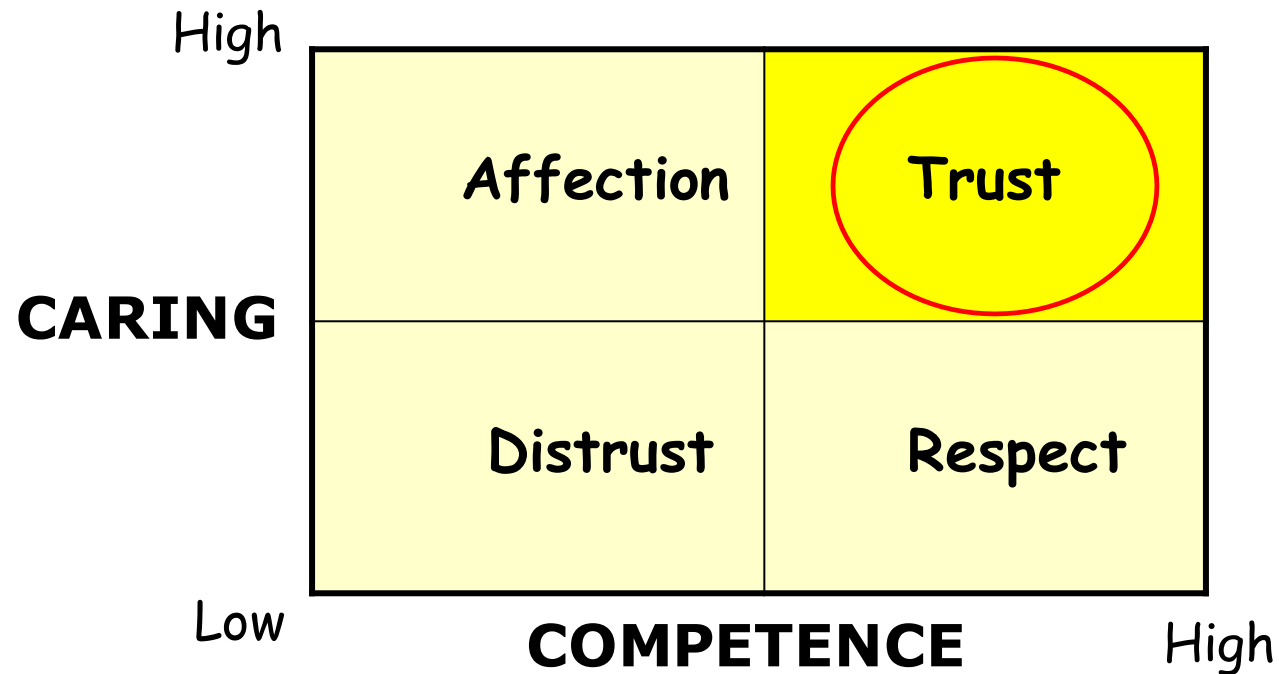 High
Affection Trust
CARING
Distrust Respect
Low
COMPETENCE High